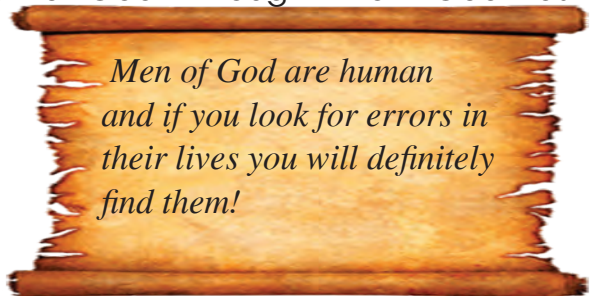 Men of God are human
and if you look for errors in
their lives you will definitely
find them!